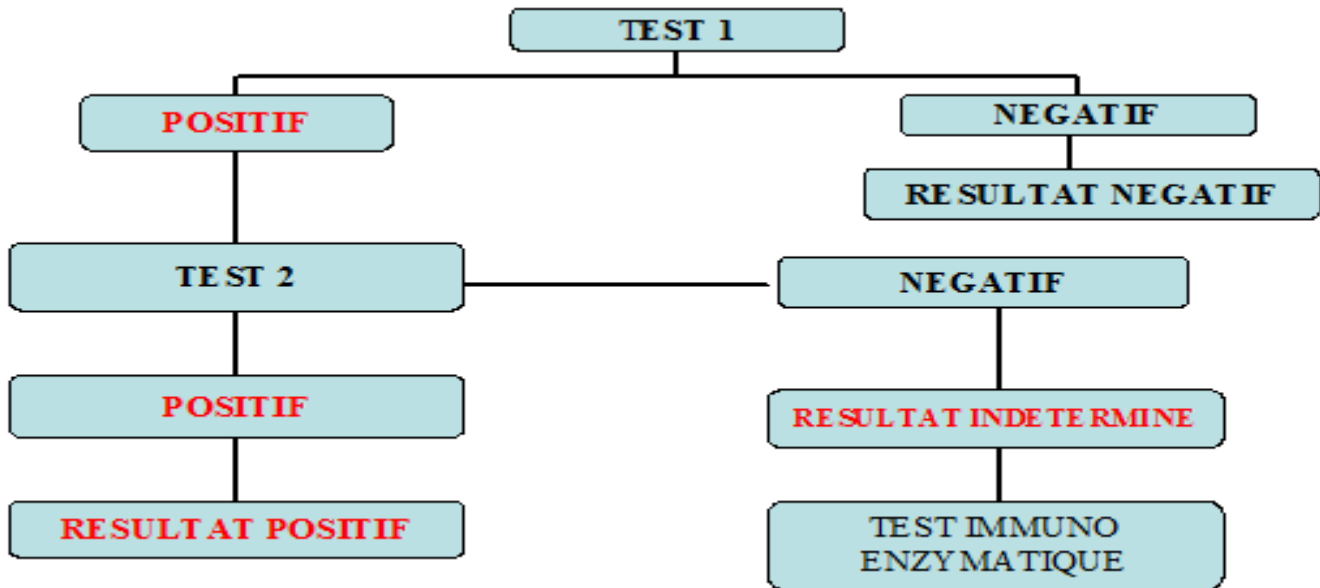 TEST 1
POSITIF
NEGATIF
RESULTAT NEGATIF
TEST 2
NEGATIF
POSITIF
RESULTAT INDETERMINE
RESULTAT POSITIF
TEST IMMUNO
ENZYMATIQUE